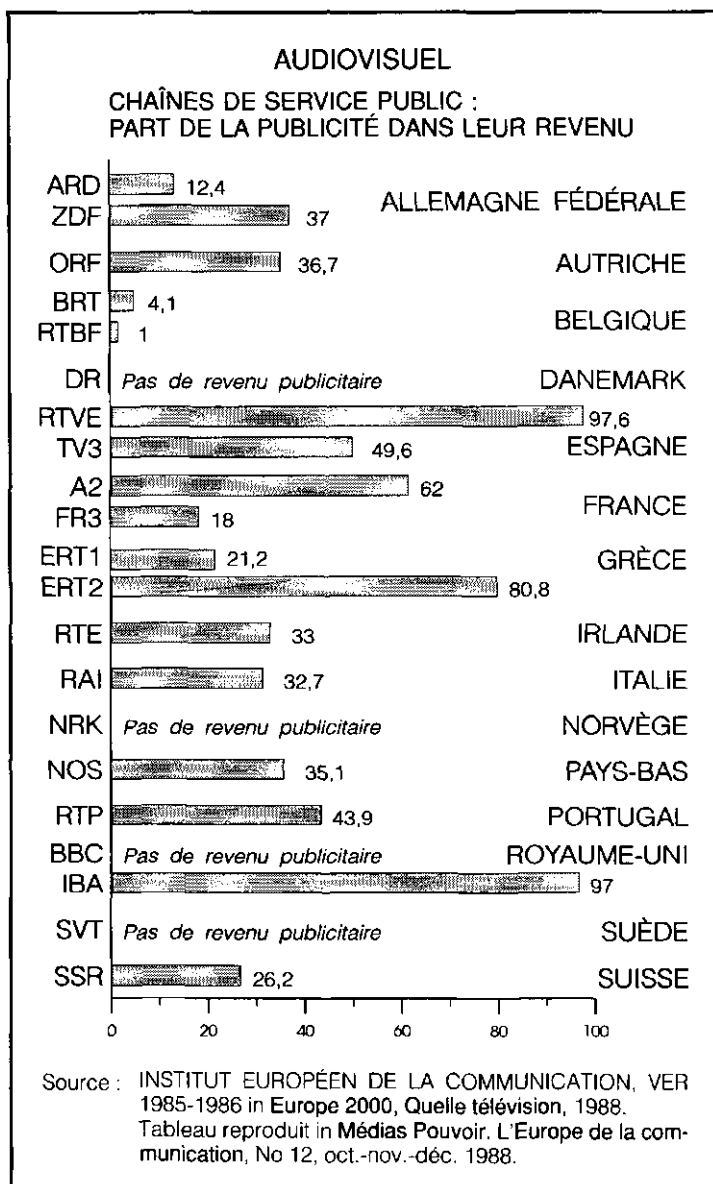 AUDIOVISUEL
CHAÎNES DE SERVICE PUBLIC :
PART DE LA PUBLICITÉ DANS LEUR REVENU
ARD 12,4
ZDF 37 ALLEMAGNE FÉDÉRALE
ORF 36,7 AUTRICHE
BRT 4,1
RTBF 1 BELGIQUE
DR Pas de revenu publicitaire DANEMARK
RTVE 97,6
TV3 49,6 ESPAGNE
A2 62
FR3 18 FRANCE
ERT1 21,2 GRÈCE
ERT2 80,8
RTE 33 IRLANDE
RAI 32,7 ITALIE
NRK Pas de revenu publicitaire NORVÈGE
NOS 35,1 PAYS-BAS
RTP 43,9 PORTUGAL
BBC Pas de revenu publicitaire ROYAUME-UNI
IBA 97
SVT Pas de revenu publicitaire SUÈDE
SSR 26,2 SUISSE
0 20 40 60 80 100
Source : INSTITUT EUROPÉEN DE LA COMMUNICATION, VER
1985-1986 in Europe 2000, Quelle télévision, 1988.
Tableau reproduit in Médias Pouvoir. L'Europe de la com-
munication, No 12, oct.-nov.-déc. 1988.